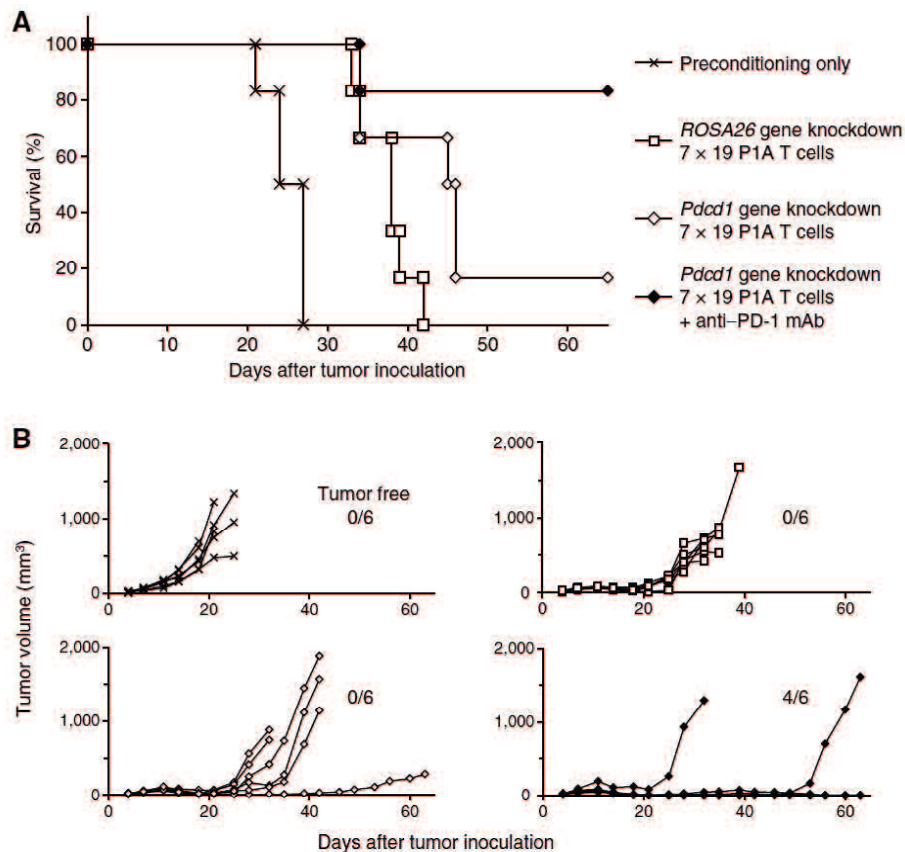 A
100
80
60
40
20
0
Survival (%)
0 10 20 30 40 50 60
Days after tumor inoculation
Preconditioning only
ROSA26 gene knockdown
7 × 19 P1A T cells
Pdcd1 gene knockdown
7 × 19 P1A T cells
Pdcd1 gene knockdown
7 × 19 P1A T cells
+ anti–PD-1 mAb
B
Tumor volume (mm³)
2,000
1,000
0
0 20 40 60
Tumor free
0/6
2,000
1,000
0
0 20 40 60
0/6
2,000
1,000
0
0 20 40 60
0/6
2,000
1,000
0
0 20 40 60
4/6
Days after tumor inoculation